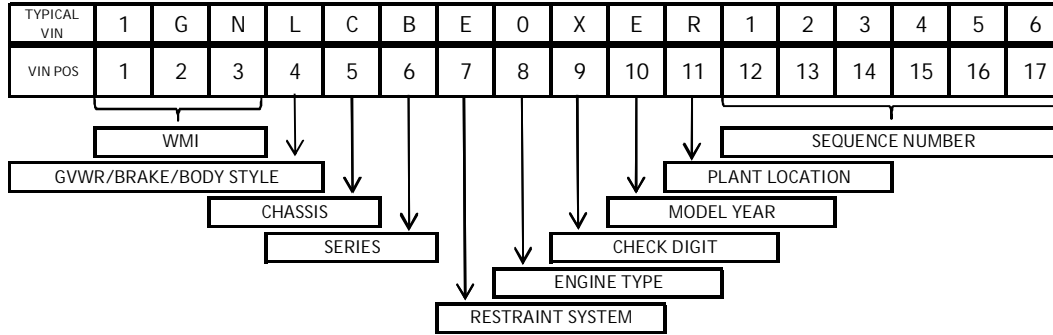 TYPICAL VIN 1 G N L C B E 0 X E R 1 2 3 4 5 6
VIN POS 1 2 3 4 5 6 7 8 9 10 11 12 13 14 15 16 17
WMI SEQUENCE NUMBER
GVWR/BRAKE/BODY STYLE PLANT LOCATION
CHASSIS MODEL YEAR
SERIES CHECK DIGIT
ENGINE TYPE
RESTRAINT SYSTEM